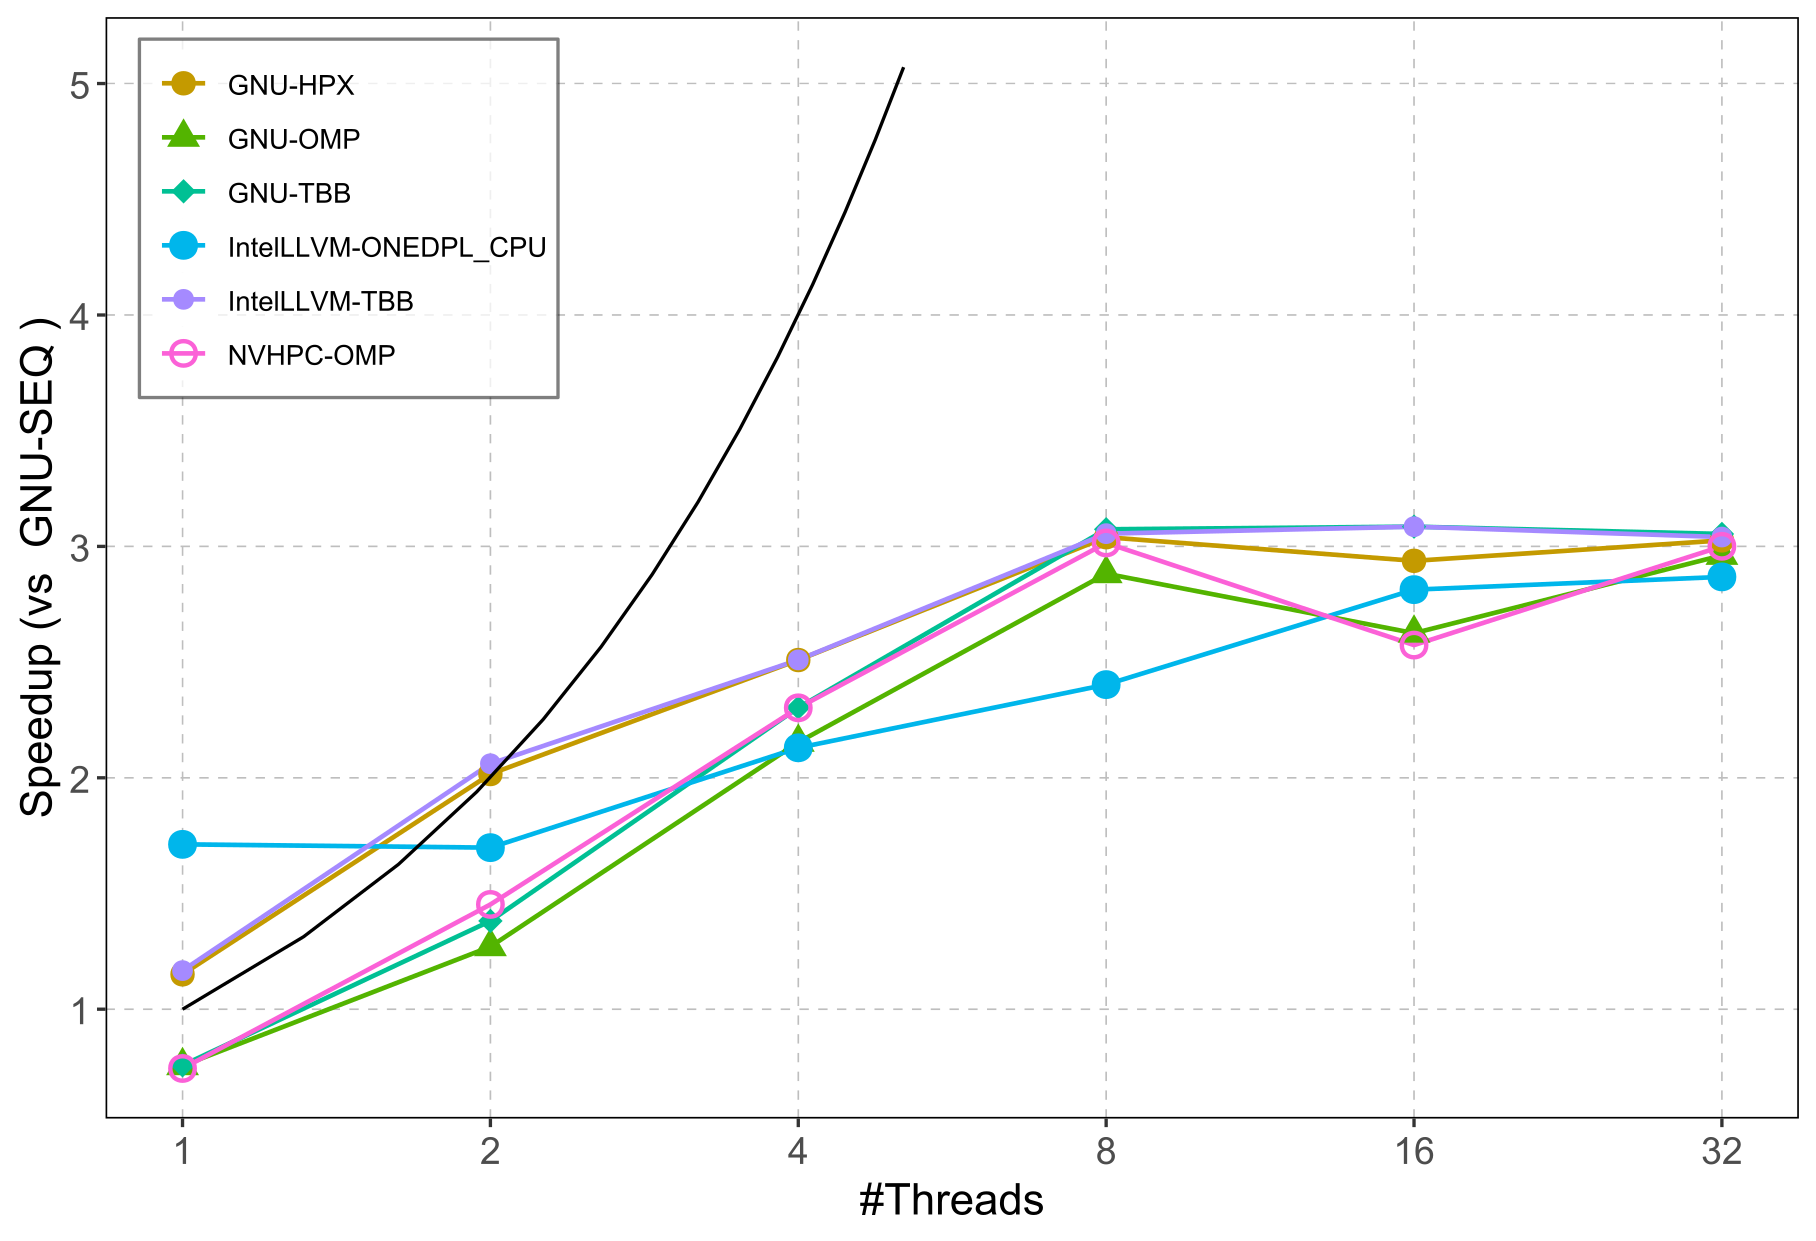 GNU-HPX
GNU-OMP
GNU-TBB
IntelLLVM-ONEDPL_CPU
IntelLLVM-TBB
NVHPC-OMP
5
4
3
2
1
Speedup (vs GNU-SEQ )
1 2 4 8 16 32
#Threads